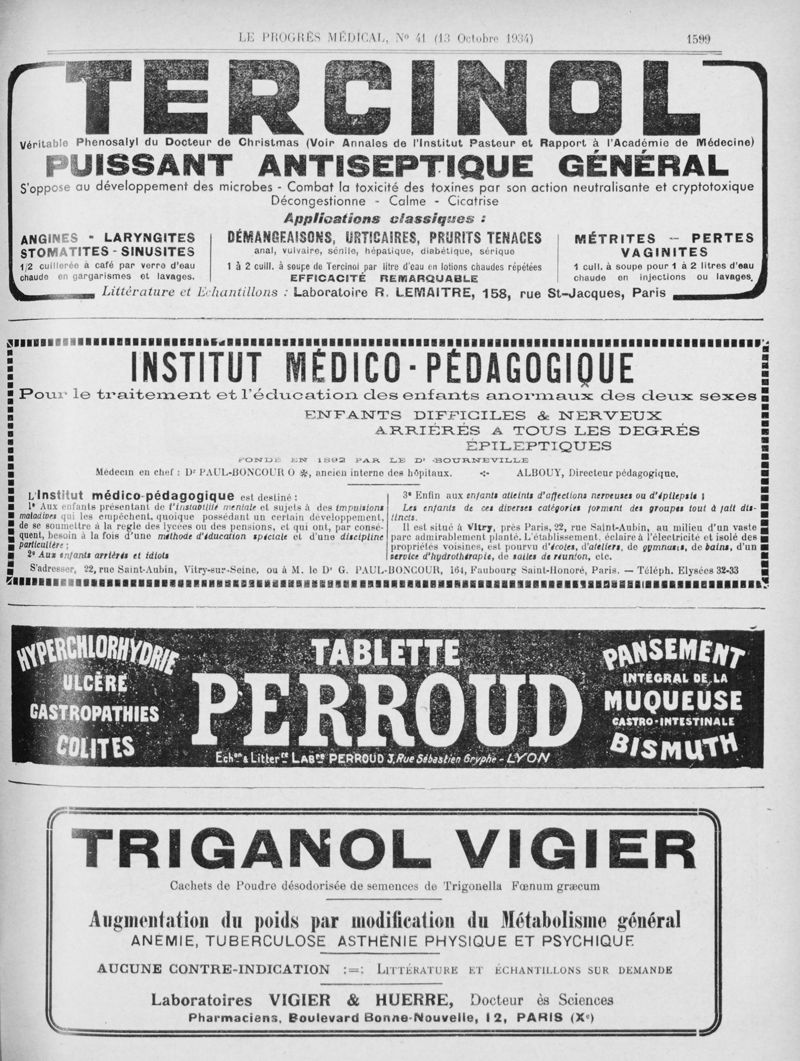 LE PROGRÈS MÉDICAL, Nº 41 (13 Octobre 1934) 1599
TERCINOL
Véritable Phenosalyl du Docteur de Christmas (Voir Annales de l'Institut Pasteur et Rapport à l'Académie de Médecine)
PUISSANT ANTISEPTIQUE GÉNÉRAL
S'oppose au développement des microbes - Combat la toxicité des toxines par son action neutralisante et cryptotoxique
Décongestionne - Calme - Cicatrise
Applications classiques :
ANGINES - LARYNGITES
STOMATITES - SINUSITES
1/2 cuillerée à café par verre d'eau
chaude en gargarismes et lavages.
DÉMANGEAISONS, URTICAIRES, PRURITS TENACES
anal, vulvaire, sénile, hépatique, diabétique, sérique
1 à 2 cuill. à soupe de Tercinol par litre d'eau en lotions chaudes répétées
EFFICACITÉ REMARQUABLE
MÉTRITES - PERTES
VAGINITES
1 cuil. à soupe pour 1 à 2 litres d'eau
chaude en injections ou lavages.
Littérature et Echantillons : Laboratoire R. LEMAITRE, 158, rue St-Jacques, Paris
INSTITUT MÉDICO-PÉDAGOGIQUE
Pour le traitement et l'éducation des enfants anormaux des deux sexes
ENFANTS DIFFICILES & NERVEUX
ARRIÉRÉS A TOUS LES DEGRÉS
ÉPILEPTIQUES
FONDÉ EN 1892 PAR LE Dr BOURNEVILLE
Médecin en chef : Dr PAUL-BONCOUR O ✻, ancien interne des hôpitaux. ALBOUY, Directeur pédagogique.
L'Institut médico-pédagogique est destiné :
1º Aux enfants présentant de l'instabilité mentale et sujets à des impulsions
maladives qui les empêchent, quoique possédant un certain développement,
de se soumettre à la règle des lycées ou des pensions, et qui ont, par consé-
quent, besoin à la fois d'une méthode d'éducation spéciale et d'une discipline
particulière ;
2º Aux enfants arriérés et idiots
3º Enfin aux enfants atteints d'affections nerveuses ou d'épilepsie ;
Les enfants de ces diverses catégories forment des groupes tout à fait dis-
tincts.
Il est situé à Vitry, près Paris, 22, rue Saint-Aubin, au milieu d'un vaste
parc admirablement planté. L'établissement, éclaire à l'électricité et isolé des
propriétés voisines, est pourvu d'écoles, d'ateliers, de gymnases, de bains, d'un
service d'hydrothérapie, de salles de réunion, etc.
S'adresser, 22, rue Saint-Aubin, Vitry-sur-Seine, ou à M. le Dr G. PAUL-BONCOUR, 164, Faubourg Saint-Honoré, Paris. — Téléph. Elysées 32-33
HYPERCHLORHYDRIE
ULCÈRE
GASTROPATHIES
COLITES
TABLETTE
PERROUD
Echons & Litterre LABres PERROUD 3, Rue Sébastien Gryphe - LYON
PANSEMENT
INTÉGRAL DE LA
MUQUEUSE
GASTRO-INTESTINALE
BISMUTH
TRIGANOL VIGIER
Cachets de Poudre désodorisée de semences de Trigonella Fœnum græcum
Augmentation du poids par modification du Métabolisme général
ANÉMIE, TUBERCULOSE ASTHÉNIE PHYSIQUE ET PSYCHIQUE
AUCUNE CONTRE-INDICATION :=: LITTÉRATURE ET ÉCHANTILLONS SUR DEMANDE
Laboratoires VIGIER & HUERRE, Docteur ès Sciences
Pharmaciens, Boulevard Bonne-Nouvelle, 12, PARIS (Xe)